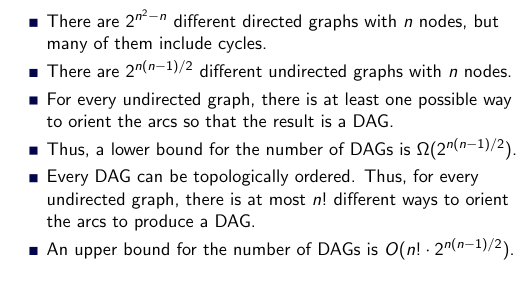 ■ There are 2^{n^2−n} different directed graphs with n nodes, but
many of them include cycles.
■ There are 2^{n(n−1)/2} different undirected graphs with n nodes.
■ For every undirected graph, there is at least one possible way
to orient the arcs so that the result is a DAG.
■ Thus, a lower bound for the number of DAGs is Ω(2^{n(n−1)/2}).
■ Every DAG can be topologically ordered. Thus, for every
undirected graph, there is at most n! different ways to orient
the arcs to produce a DAG.
■ An upper bound for the number of DAGs is O(n! · 2^{n(n−1)/2}).